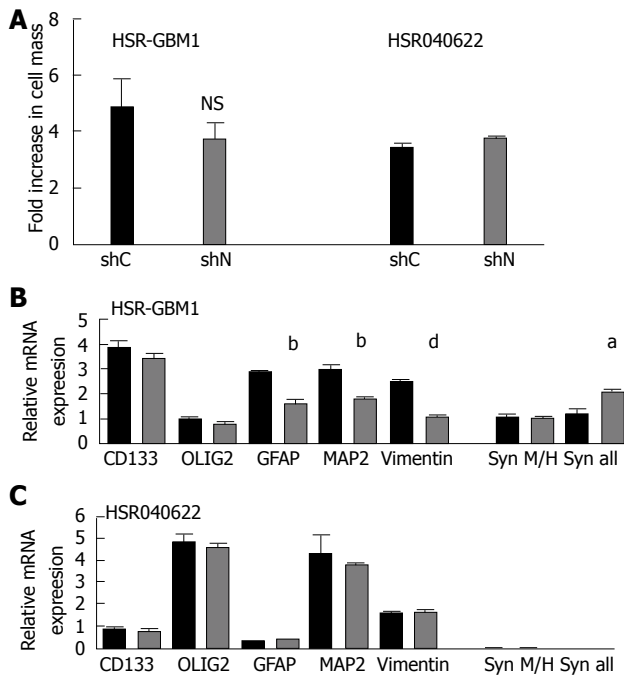 A
HSR-GBM1
HSR040622
Fold increase in cell mass
8
6
4
2
0
NS
shC
shN
shC
shN
B
HSR-GBM1
Relative mRNA
expreesion
5
4
3
2
1
0
b
b
d
a
CD133 OLIG2 GFAP MAP2 Vimentin Syn M/H Syn all
C
HSR040622
Relative mRNA
expreesion
6
5
4
3
2
1
0
CD133 OLIG2 GFAP MAP2 Vimentin Syn M/H Syn all